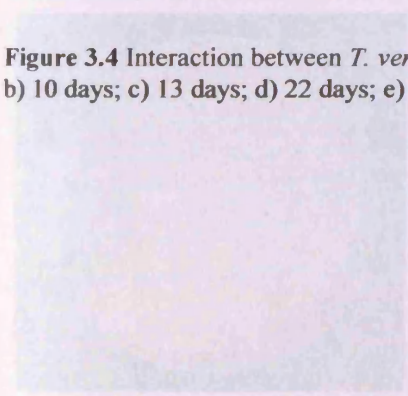 Figure 3.4 Interaction between T. ver
b) 10 days; c) 13 days; d) 22 days; e)